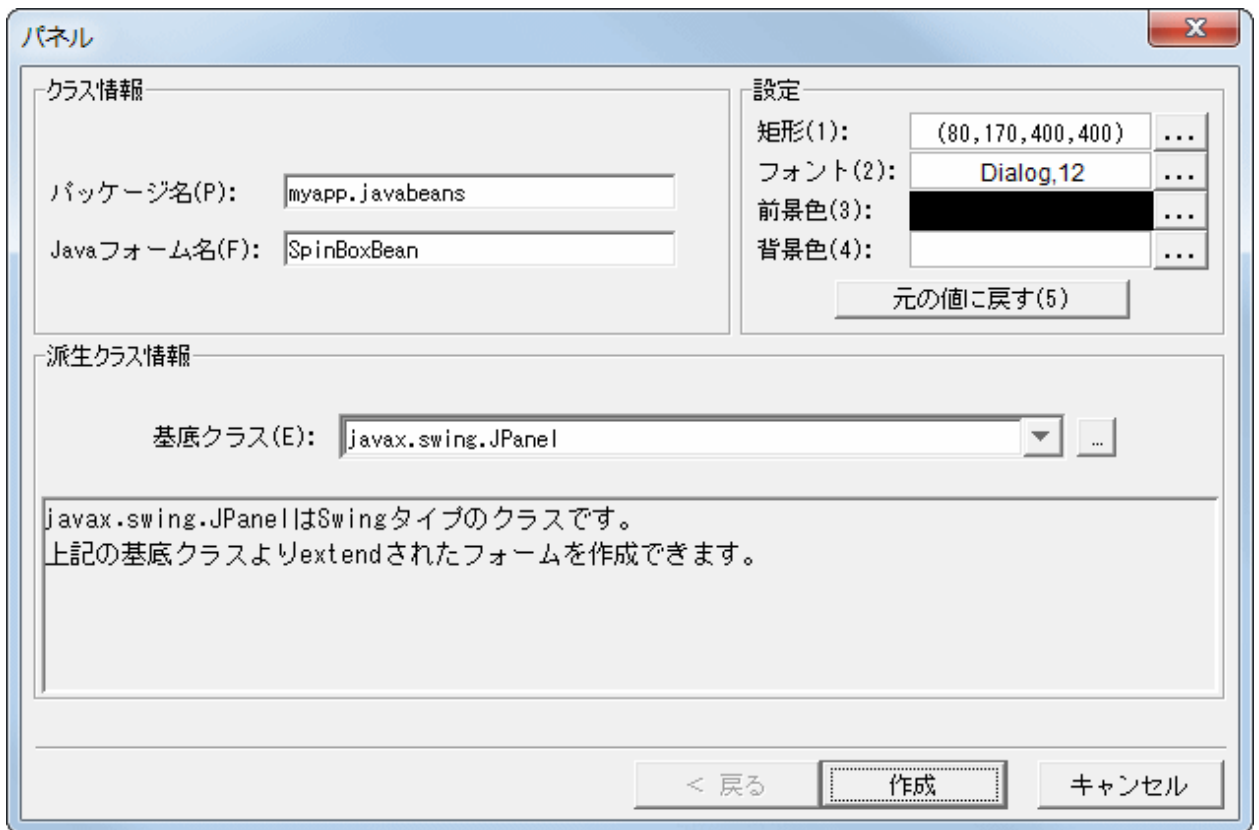 パネル
クラス情報
パッケージ名(P): myapp.javabeans
Javaフォーム名(F): SpinBoxBean
設定
矩形(1): (80,170,400,400) ...
フォント(2): Dialog,12 ...
前景色(3): ...
背景色(4): ...
元の値に戻す(5)
派生クラス情報
基底クラス(E): javax.swing.JPanel ...
javax.swing.JPanelはSwingタイプのクラスです。
上記の基底クラスよりextendされたフォームを作成できます。
< 戻る 作成 キャンセル